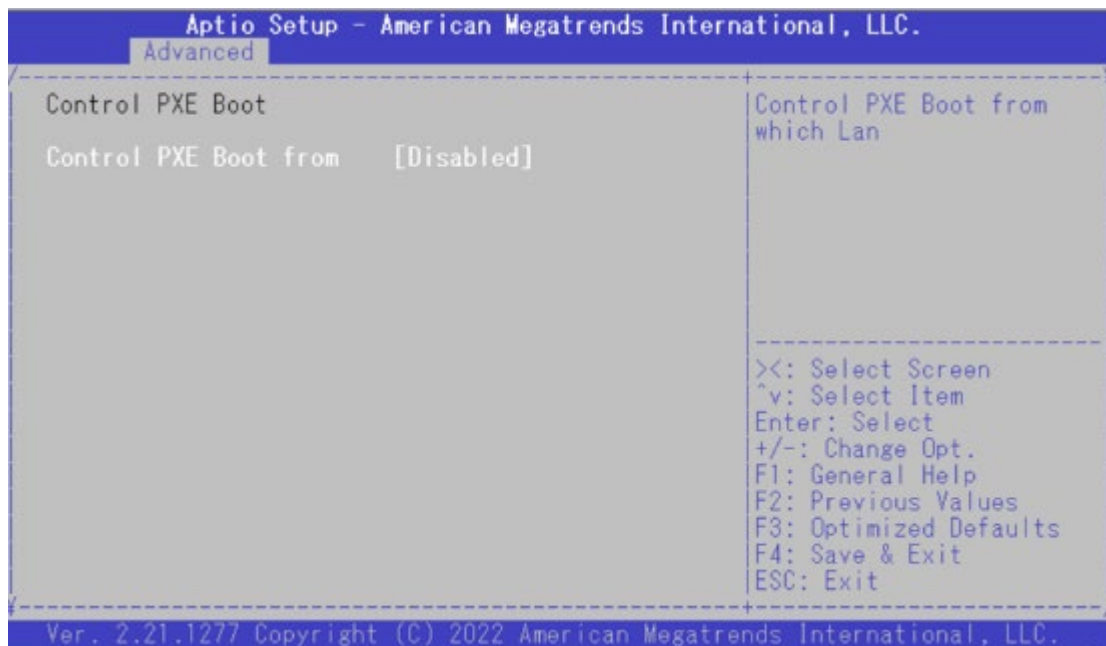 Aptio Setup - American Megatrends International, LLC.
Advanced
Control PXE Boot
Control PXE Boot from [Disabled]
Control PXE Boot from
which Lan
><: Select Screen
^v: Select Item
Enter: Select
+/-: Change Opt.
F1: General Help
F2: Previous Values
F3: Optimized Defaults
F4: Save & Exit
ESC: Exit
Ver. 2.21.1277 Copyright (C) 2022 American Megatrends International, LLC.